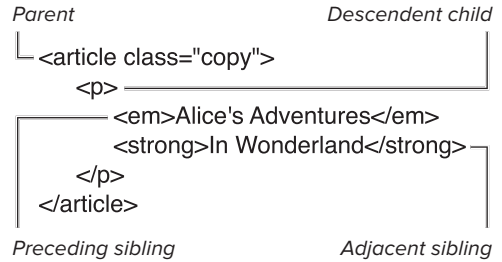 Parent Descendent child
<article class="copy">
<p>
<em>Alice's Adventures</em>
<strong>In Wonderland</strong>
</p>
</article>
Preceding sibling Adjacent sibling